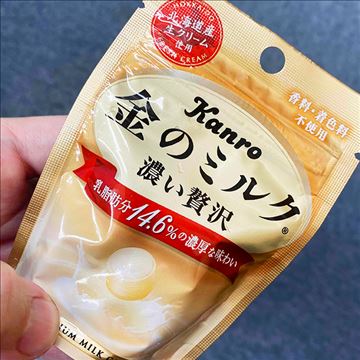 HOKKAIDO
北海道産
生クリーム
使用
FRESH CREAM
香料・着色料
不使用
Kanro
金のミルク®
濃い贅沢
乳脂肪分14.6%の濃厚な味わい
MILK